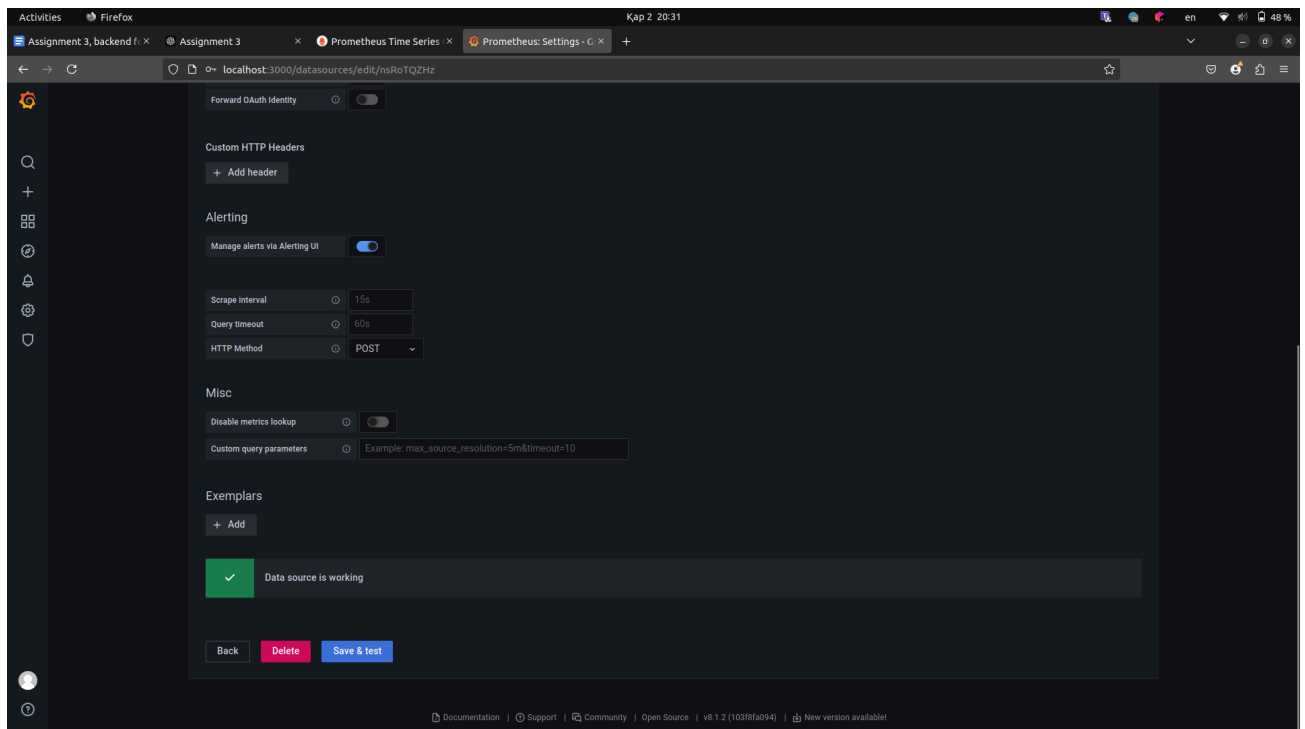 Activities Firefox Қар 2 20:31 en 48 %
Assignment 3, backend fo Assignment 3 Prometheus Time Series Prometheus: Settings - G
localhost:3000/datasources/edit/nsRoTQZHz
Forward OAuth Identity
Custom HTTP Headers
+ Add header
Alerting
Manage alerts via Alerting UI
Scrape interval 15s
Query timeout 60s
HTTP Method POST
Misc
Disable metrics lookup
Custom query parameters Example: max_source_resolution=5m&timeout=10
Exemplars
+ Add
Data source is working
Back Delete Save & test
Documentation | Support | Community | Open Source | v8.1.2 (103f8fa094) | New version available!